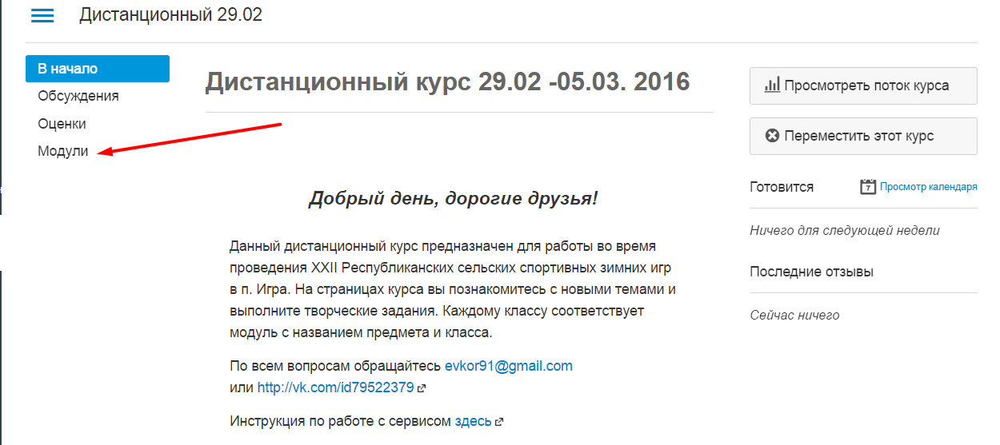 Дистанционный 29.02
В начало
Обсуждения
Оценки
Модули
Дистанционный курс 29.02 -05.03. 2016
Добрый день, дорогие друзья!
Данный дистанционный курс предназначен для работы во время
проведения XXII Республиканских сельских спортивных зимних игр
в п. Игра. На страницах курса вы познакомитесь с новыми темами и
выполните творческие задания. Каждому классу соответствует
модуль с названием предмета и класса.
По всем вопросам обращайтесь evkor91@gmail.com
или http://vk.com/id79522379
Инструкция по работе с сервисом здесь
Просмотреть поток курса
Переместить этот курс
Готовится
7 Просмотр календаря
Ничего для следующей недели
Последние отзывы
Сейчас ничего